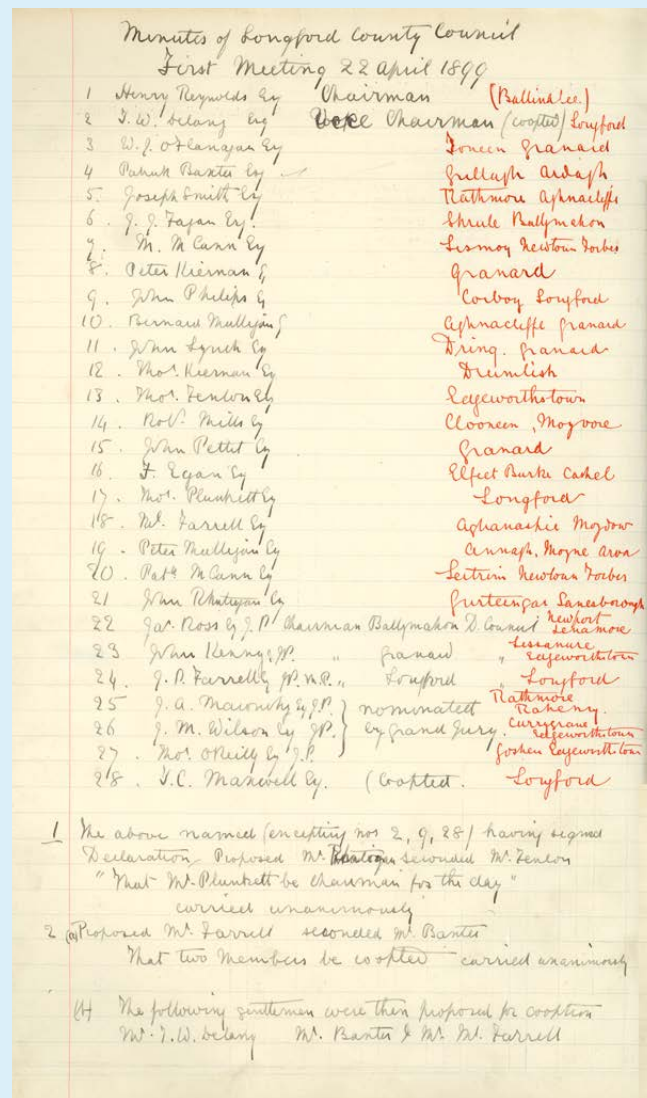 Minutes of Longford County Council
First Meeting 22 April 1899
1 Henry Reynolds Esq Chairman (Ballinalee.)
2 T. W. Delany Esq Vice Chairman (coopted) Longford
3 W. J. O'Flanagan Esq Toneen Granard
4 Patrick Baxter Esq Gullagh Ardagh
5. Joseph Smith Esq Rathmore Aghnacliffe
6. J. J. Fagan Esq. Shrule Ballymahon
7. M. McCann Esq Lismoy Newtown Forbes
8. Peter Kiernan Granard
9. John Philips Corboy Longford
10. Bernard Mulligan Aghnacliffe Granard
11. John Lynch Esq Dring. Granard
12. Thos. Kiernan Esq Drumlish
13. Thos. Fenlon Esq Edgeworthstown
14. Robt. Mills Esq Clooneen, Moyvore
15. John Pettit Esq Granard
16 F. Egan Esq Elfeet Burke Cashel
17. Thos. Plunkett Esq Longford
18. Ml. Farrell Esq Moydow
19. Peter Mulligan Esq Annagh, Moyne Arva
20. Patk McCann Esq Leitrim Newtown Forbes
21 John Esq Lanesborough
22 Jas. Ross Esq J.P. Chairman Ballymahon D. Council Newport Lenamore
23 John Kenny J.P. " Granard " Lissanure Edgeworthstown
24. J. P. Farrell J.P. M.P. " Longford " Longford
25 J. A. Esq J.P. } nominated Rathmore Raheny.
26 J. M. Wilson Esq J.P. } by Grand Jury. Currygrane Edgeworthstown
27. Thos. O'Reilly Esq J.P. } Goshen Edgeworthstown
28. T. C. Maxwell Esq. (Coopted. Longford
1 The above named (excepting nos 2, 9, 28) having signed
Declaration Proposed Mr. seconded Mr. Fenlon
"That Mr. Plunkett be chairman for the day"
carried unanimously
2 (a) Proposed Mr. Farrell seconded Mr. Baxter
That two Members be coopted carried unanimously
(b) The following gentlemen were then proposed for cooption
Mr. T. W. Delany Mr. Baxter & Mr. Ml. Farrell